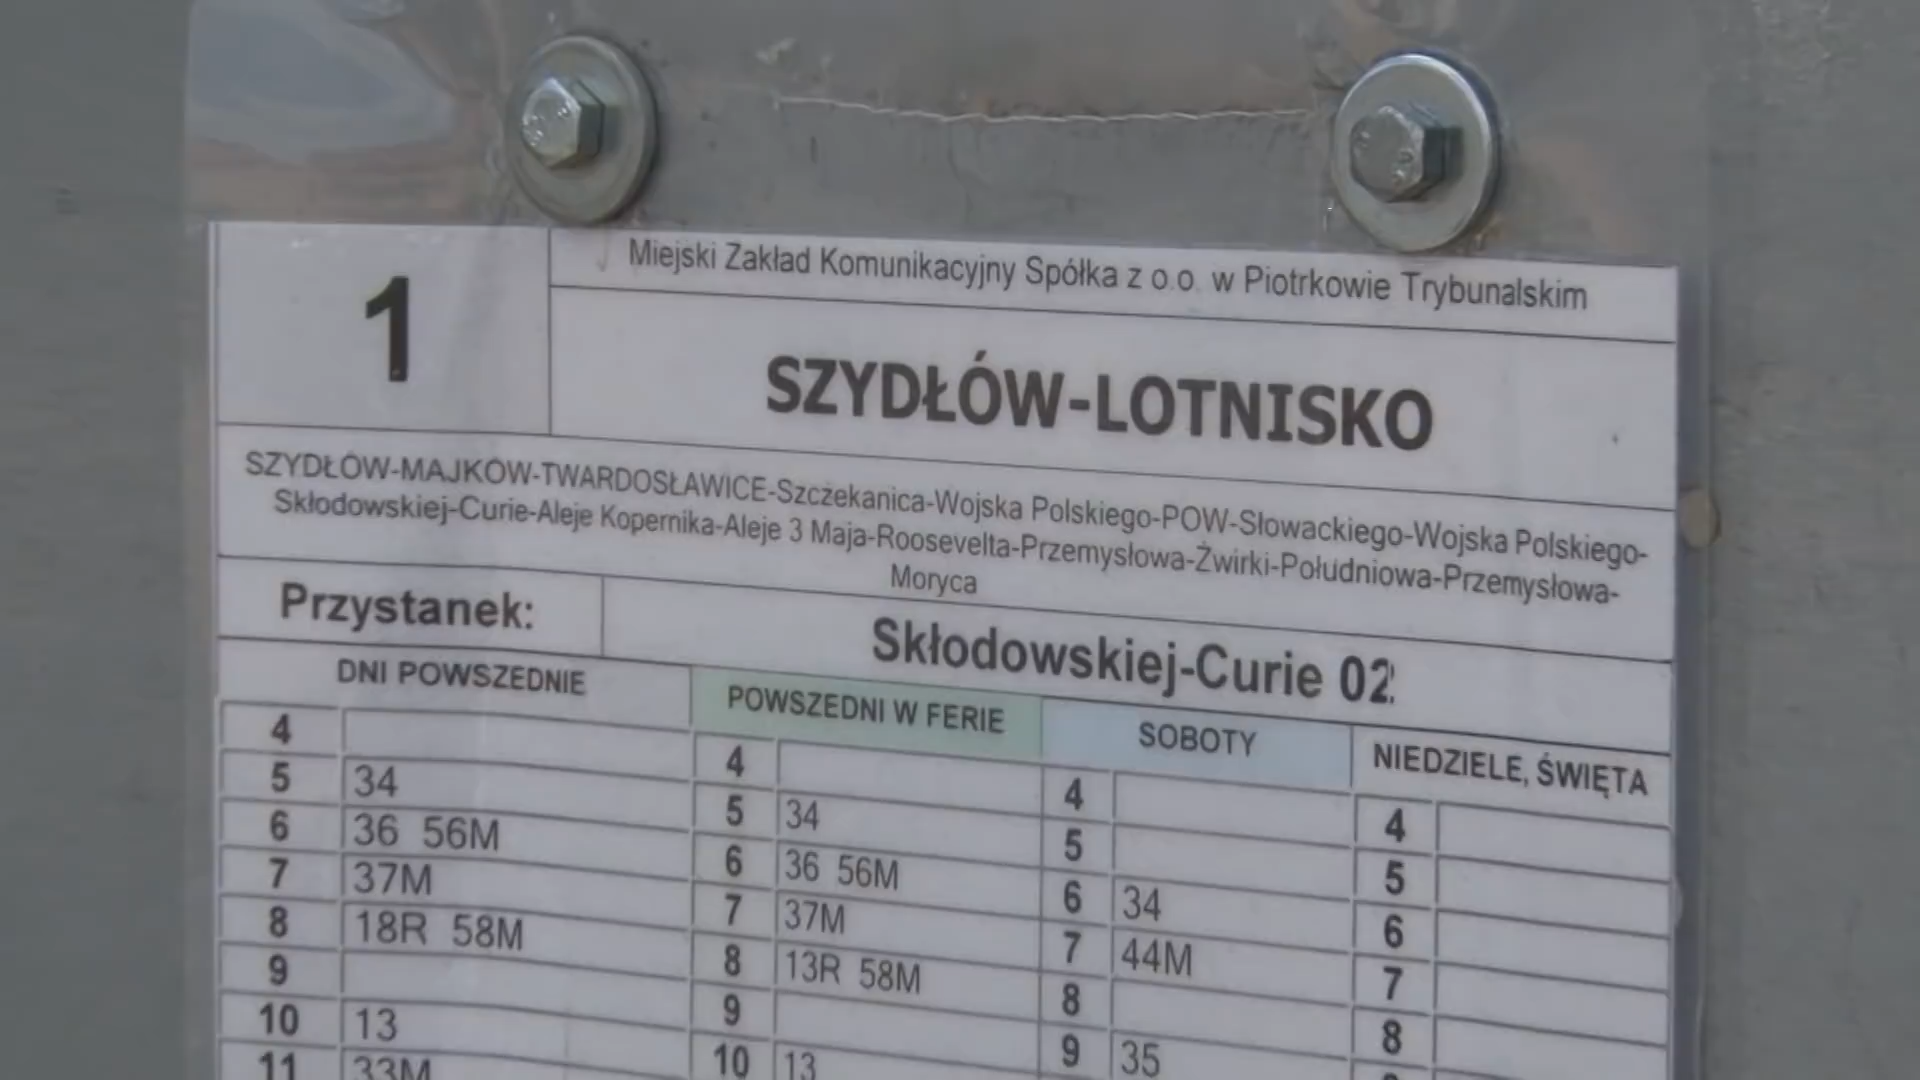 1
Miejski Zakład Komunikacyjny Spółka z o.o. w Piotrkowie Trybunalskim
SZYDŁÓW-LOTNISKO
SZYDŁÓW-MAJKÓW-TWARDOSŁAWICE-Szczekanica-Wojska Polskiego-POW-Słowackiego-Wojska Polskiego-
Skłodowskiej-Curie-Aleje Kopernika-Aleje 3 Maja-Roosevelta-Przemysłowa-Żwirki-Południowa-Przemysłowa-
Moryca
Przystanek:
Skłodowskiej-Curie 02
DNI POWSZEDNIE
4
5 34
6 36 56M
7 37M
8 18R 58M
9
10 13
11 33M
POWSZEDNI W FERIE
4
5 34
6 36 56M
7 37M
8 13R 58M
9
10 13
SOBOTY
4
5
6 34
7 44M
8
9 35
NIEDZIELE, ŚWIĘTA
4
5
6
7
8